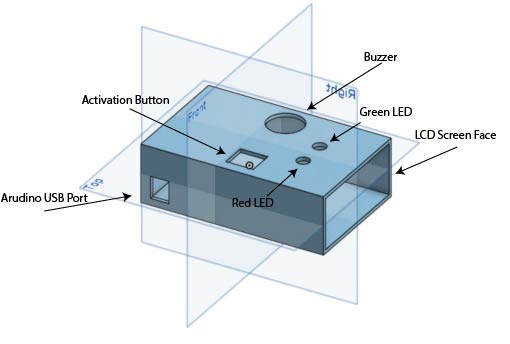 Buzzer
Right
Activation Button
Front
Green LED
LCD Screen Face
Top
Arudino USB Port
Red LED